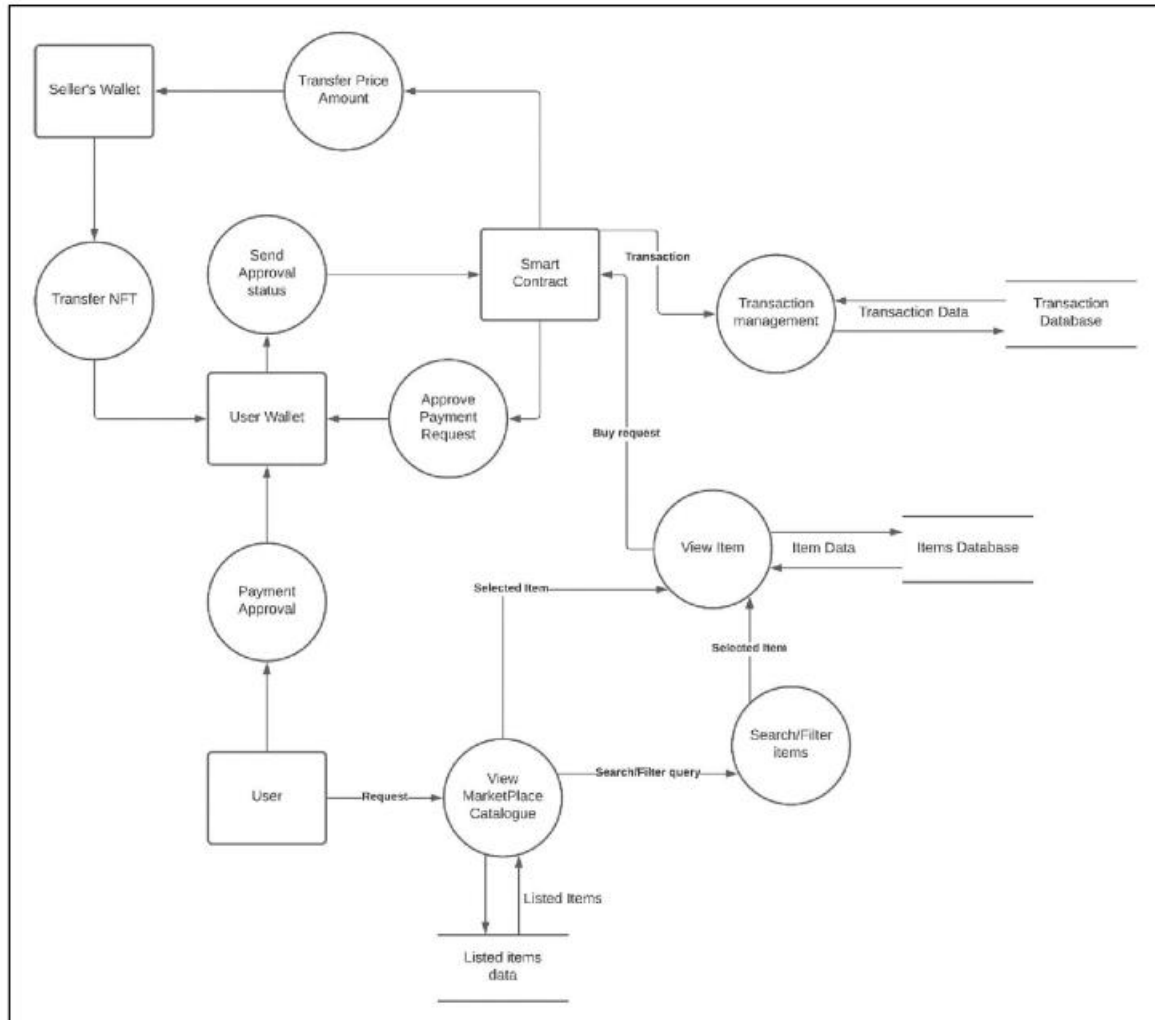 Transfer Price
Amount
Seller's Wallet
Send
Approval
status
Smart
Contract
Transaction
Transfer NFT
Transaction
management
Transaction Data
Transaction
Database
User Wallet
Approve
Payment
Request
Buy request
View Item
Item Data
Items Database
Payment
Approval
Selected Item
Selected Item
Search/Filter
items
User
Request
View
MarketPlace
Catalogue
Search/Filter query
Listed Items
Listed items
data